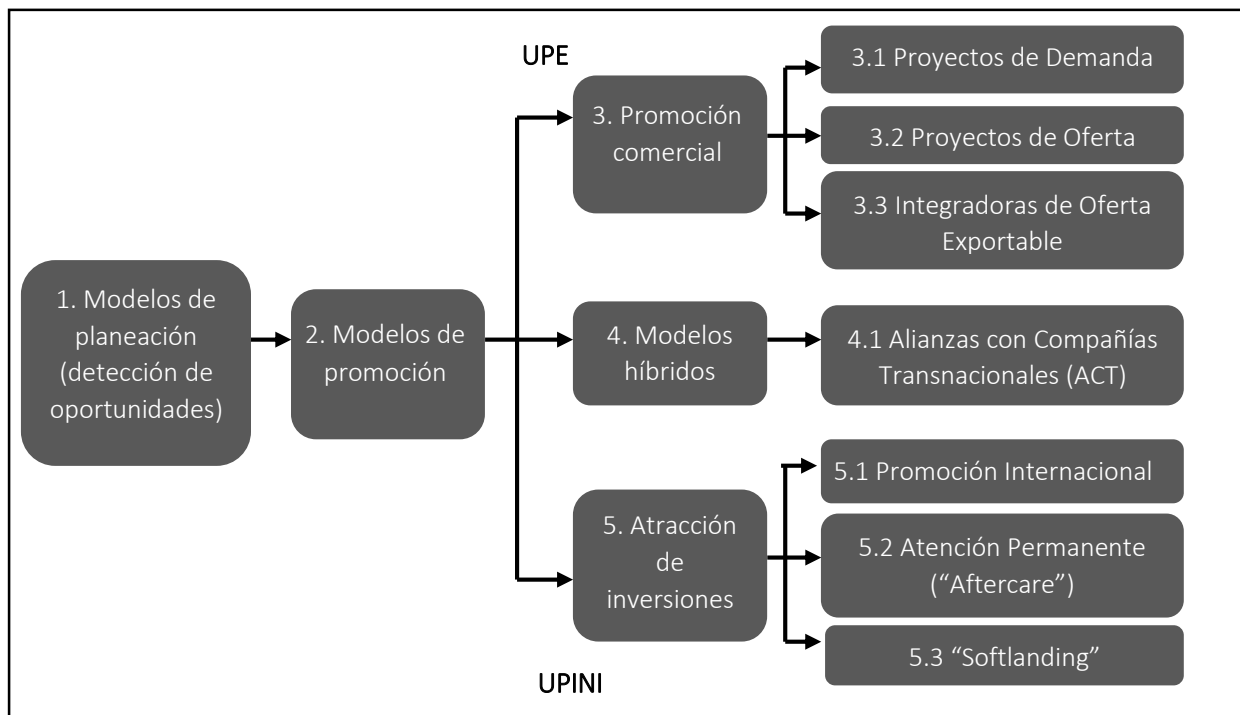 UPE
3.1 Proyectos de Demanda
3. Promoción
comercial
3.2 Proyectos de Oferta
3.3 Integradoras de Oferta
Exportable
1. Modelos de
planeación
(detección de
oportunidades)
2. Modelos de
promoción
4. Modelos
híbridos
4.1 Alianzas con Compañías
Transnacionales (ACT)
5. Atracción
de
inversiones
5.1 Promoción Internacional
5.2 Atención Permanente
(“Aftercare”)
5.3 “Softlanding”
UPINI